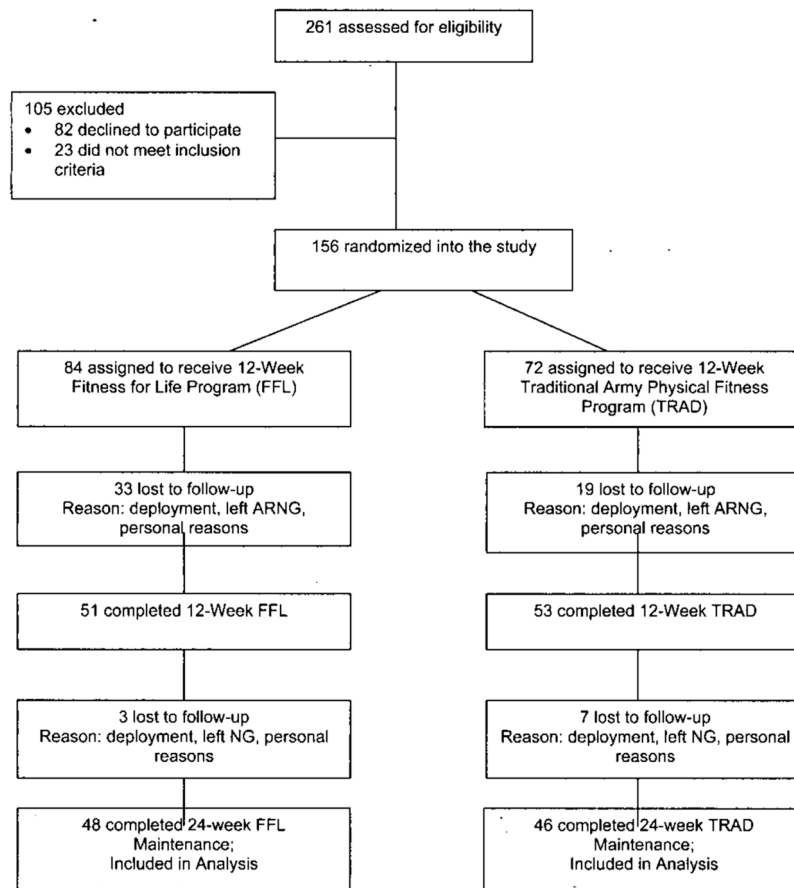 261 assessed for eligibility
105 excluded
• 82 declined to participate
• 23 did not meet inclusion
criteria
156 randomized into the study
84 assigned to receive 12-Week
Fitness for Life Program (FFL)
72 assigned to receive 12-Week
Traditional Army Physical Fitness
Program (TRAD)
33 lost to follow-up
Reason: deployment, left ARNG,
personal reasons
19 lost to follow-up
Reason: deployment, left ARNG,
personal reasons
51 completed 12-Week FFL
53 completed 12-Week TRAD
3 lost to follow-up
Reason: deployment, left NG, personal
reasons
7 lost to follow-up
Reason: deployment, left NG, personal
reasons
48 completed 24-week FFL
Maintenance;
Included in Analysis
46 completed 24-week TRAD
Maintenance;
Included in Analysis